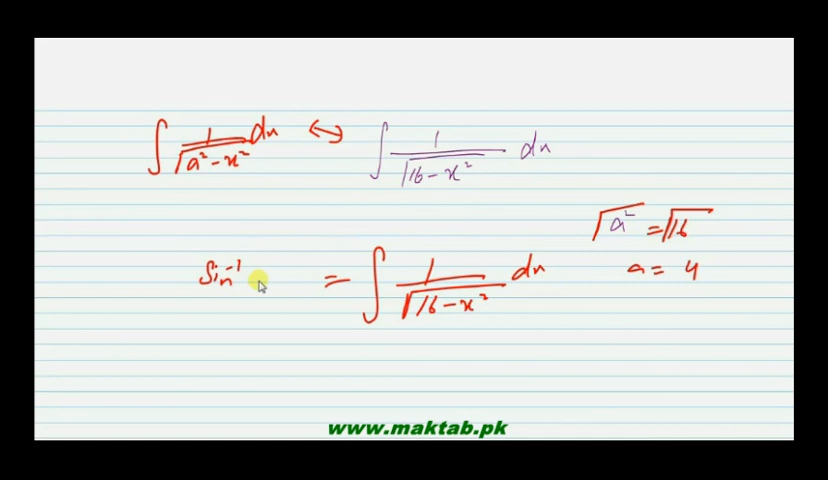 ∫ 1/√(a² − x²) dx ↔ ∫ 1/√(16 − x²) dx
√a² = √16
Sin⁻¹ = ∫ 1/√(16 − x²) dx
a = 4
www.maktab.pk